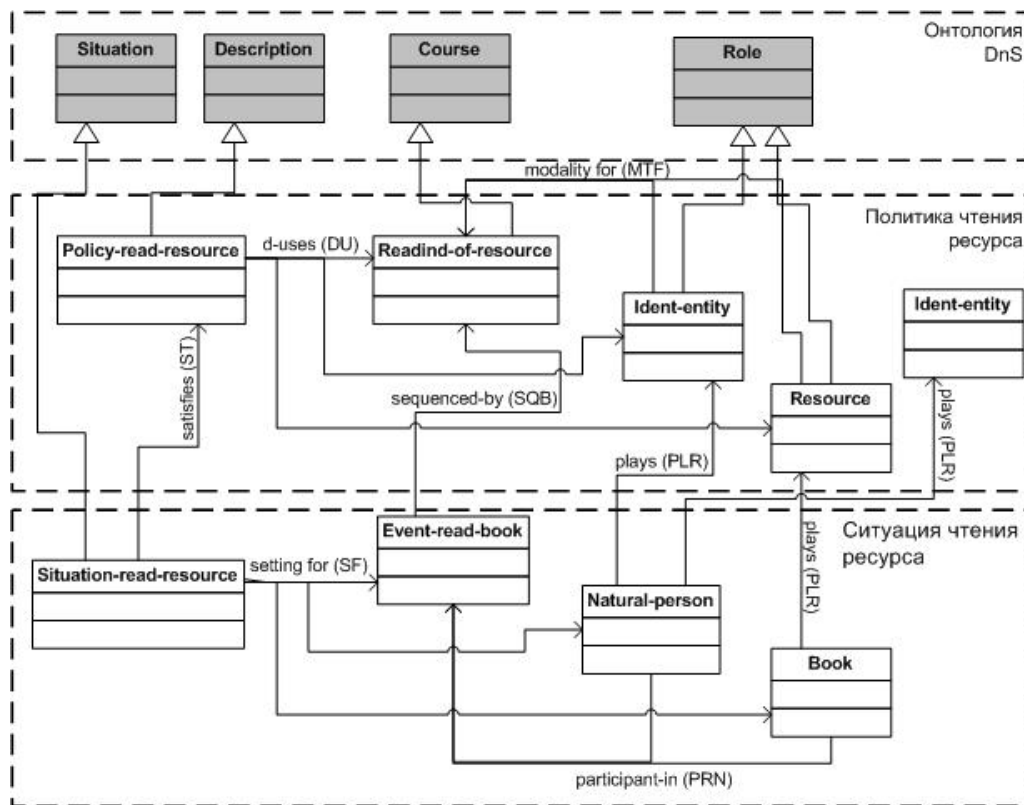 Situation
Description
Course
Role
Онтология
DnS
modality for (MTF)
Политика чтения
ресурса
Policy-read-resource
d-uses (DU)
Readind-of-resource
Ident-entity
Ident-entity
satisfies (ST)
sequenced-by (SQB)
Resource
plays (PLR)
plays (PLR)
Event-read-book
Ситуация чтения
ресурса
plays (PLR)
Situation-read-resource
setting for (SF)
Natural-person
Book
participant-in (PRN)